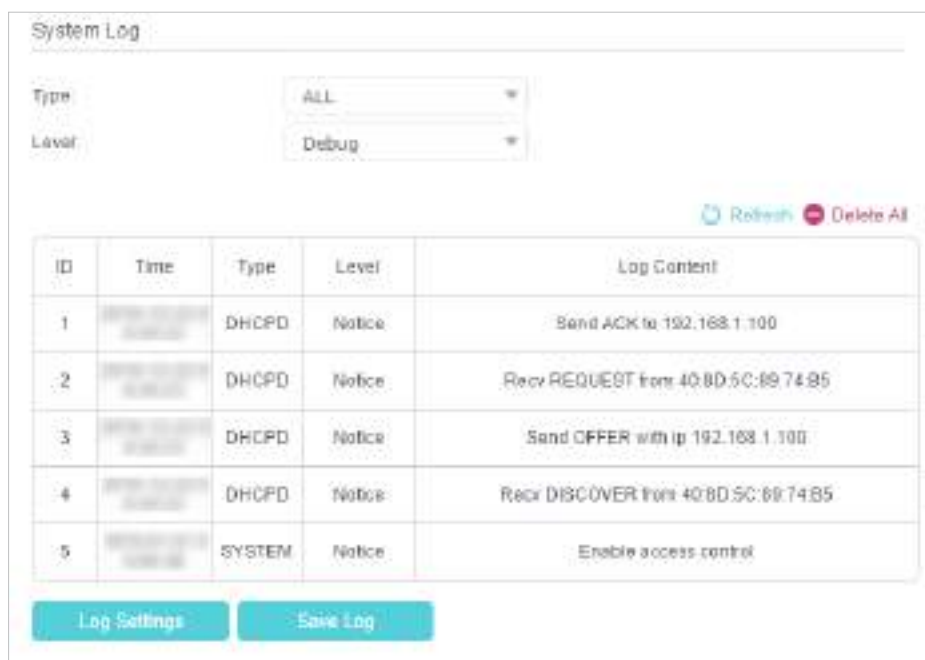 System Log
Type: ALL
Level: Debug
Refresh Delete All
ID Time Type Level Log Content
1 DHCPD Notice Send ACK to 192.168.1.100
2 DHCPD Notice Recv REQUEST from 40:8D:5C:89:74:B5
3 DHCPD Notice Send OFFER with ip 192.168.1.100
4 DHCPD Notice Recv DISCOVER from 40:8D:5C:89:74:B5
5 SYSTEM Notice Enable access control
Log Settings Save Log